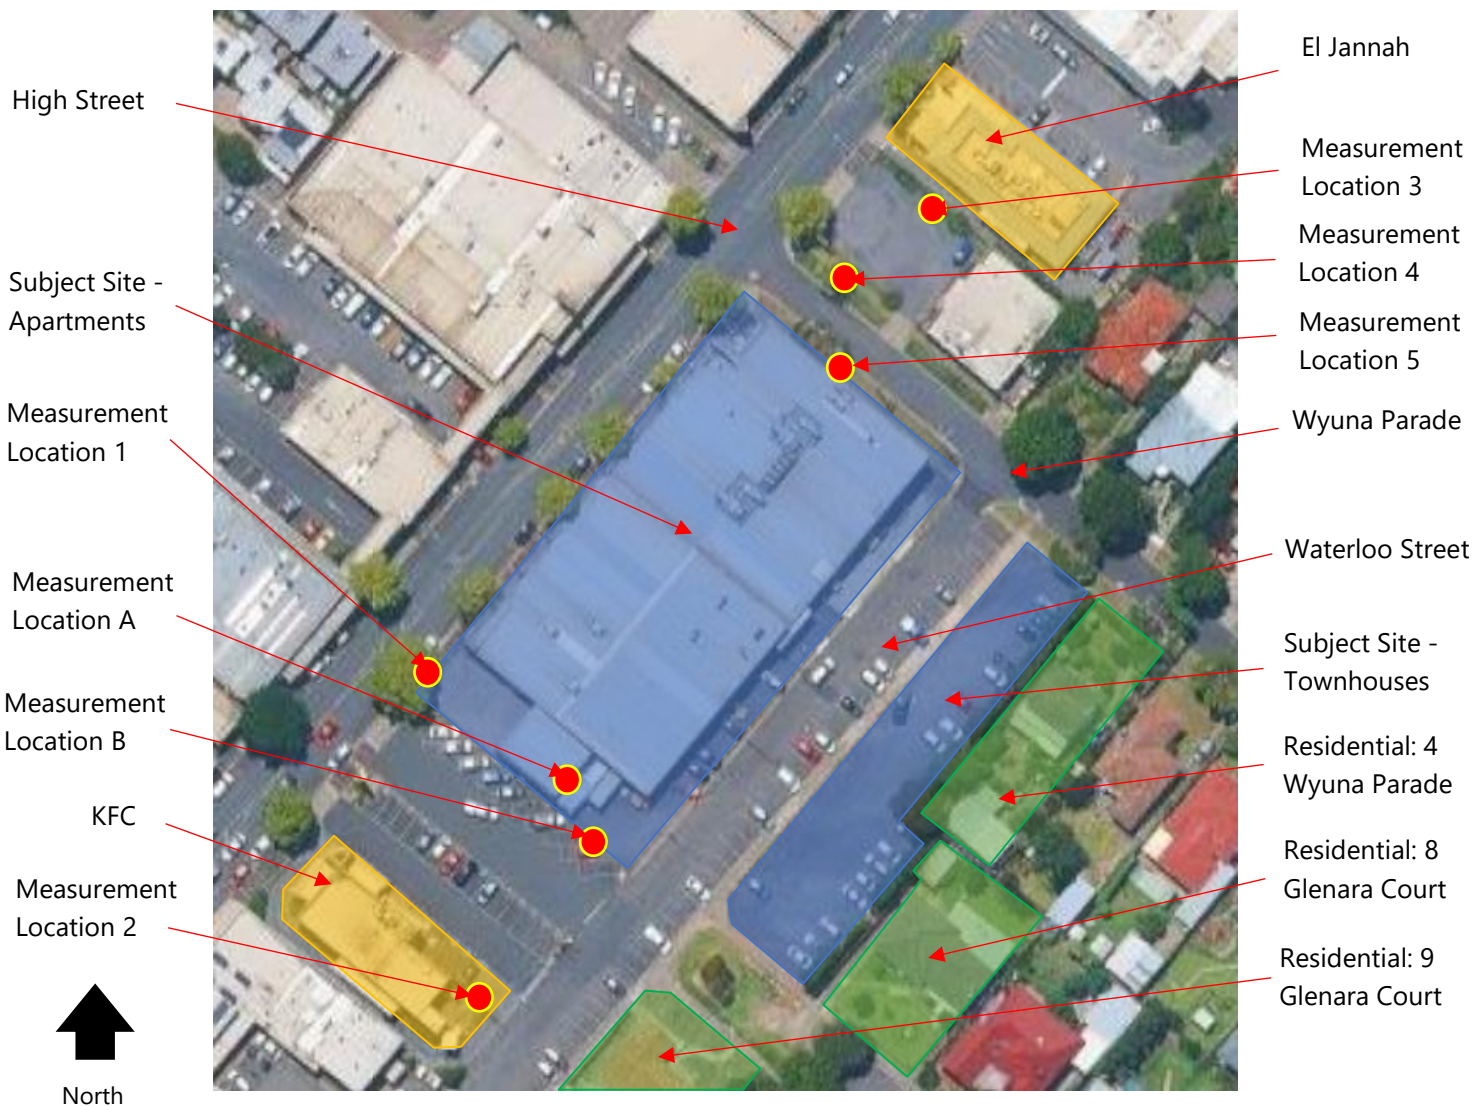 High Street
Subject Site -
Apartments
Measurement
Location 1
Measurement
Location A
Measurement
Location B
KFC
Measurement
Location 2
North
El Jannah
Measurement
Location 3
Measurement
Location 4
Measurement
Location 5
Wyuna Parade
Waterloo Street
Subject Site -
Townhouses
Residential: 4
Wyuna Parade
Residential: 8
Glenara Court
Residential: 9
Glenara Court